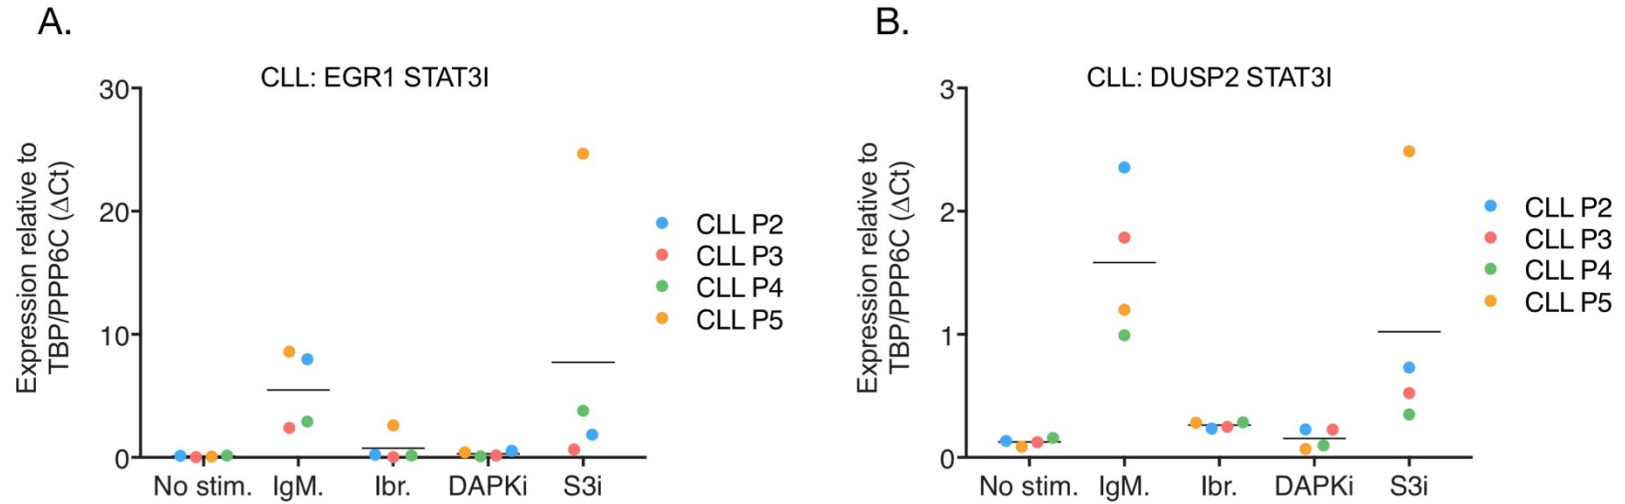 A.
CLL: EGR1 STAT3I
Expression relative to
TBP/PPP6C (ΔCt)
30
20
10
0
No stim.
IgM.
Ibr.
DAPKi
S3i
CLL P2
CLL P3
CLL P4
CLL P5
B.
CLL: DUSP2 STAT3I
Expression relative to
TBP/PPP6C (ΔCt)
3
2
1
0
No stim.
IgM.
Ibr.
DAPKi
S3i
CLL P2
CLL P3
CLL P4
CLL P5